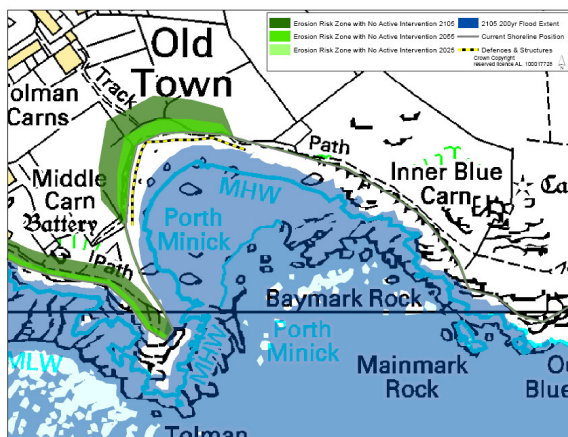 Erosion Risk Zone with No Active Intervention 2105
Erosion Risk Zone with No Active Intervention 2055
Erosion Risk Zone with No Active Intervention 2025
2105 200yr Flood Extent
Current Shoreline Position
Defences & Structures
Crown Copyright
reserved licence AL. 100017726
Old
Town
olman
Carns
Track
Path
Middle
Carn
Battery
Path
MHW
Porth
Minick
Inner Blue
Carn
Ca
Baymark Rock
Porth
Minick
MHW
MLW
Mainmark
Rock
Ou
Blue
Tolman